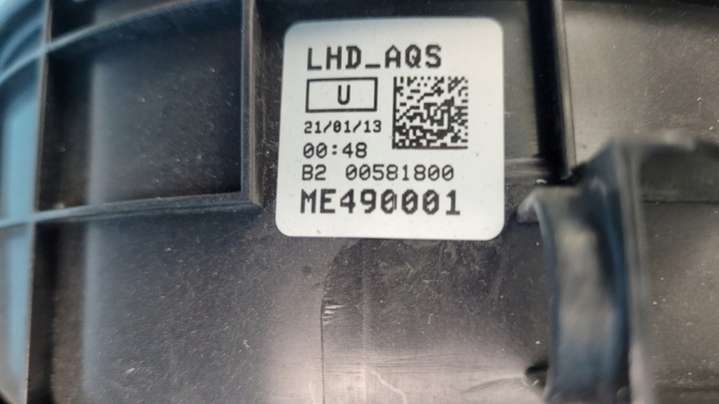 LHD_AQS
U
21/01/13
00:48
B2 00581800
ME490001